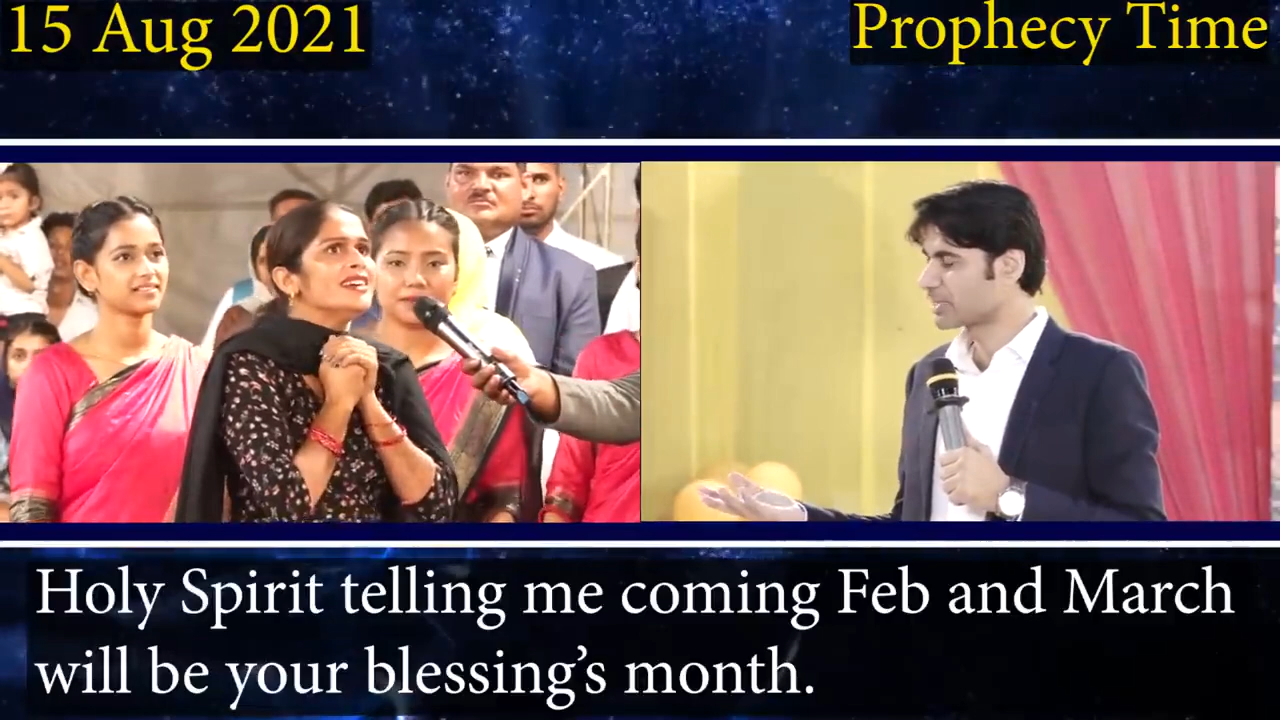 15 Aug 2021
Prophecy Time
Holy Spirit telling me coming Feb and March
will be your blessing’s month.